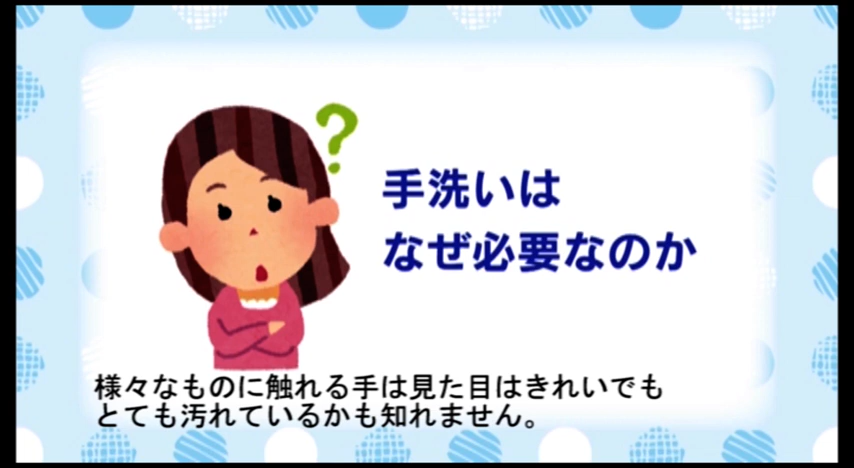 ?
手洗いは
なぜ必要なのか
様々なものに触れる手は見た目はきれいでも
とても汚れているかも知れません。